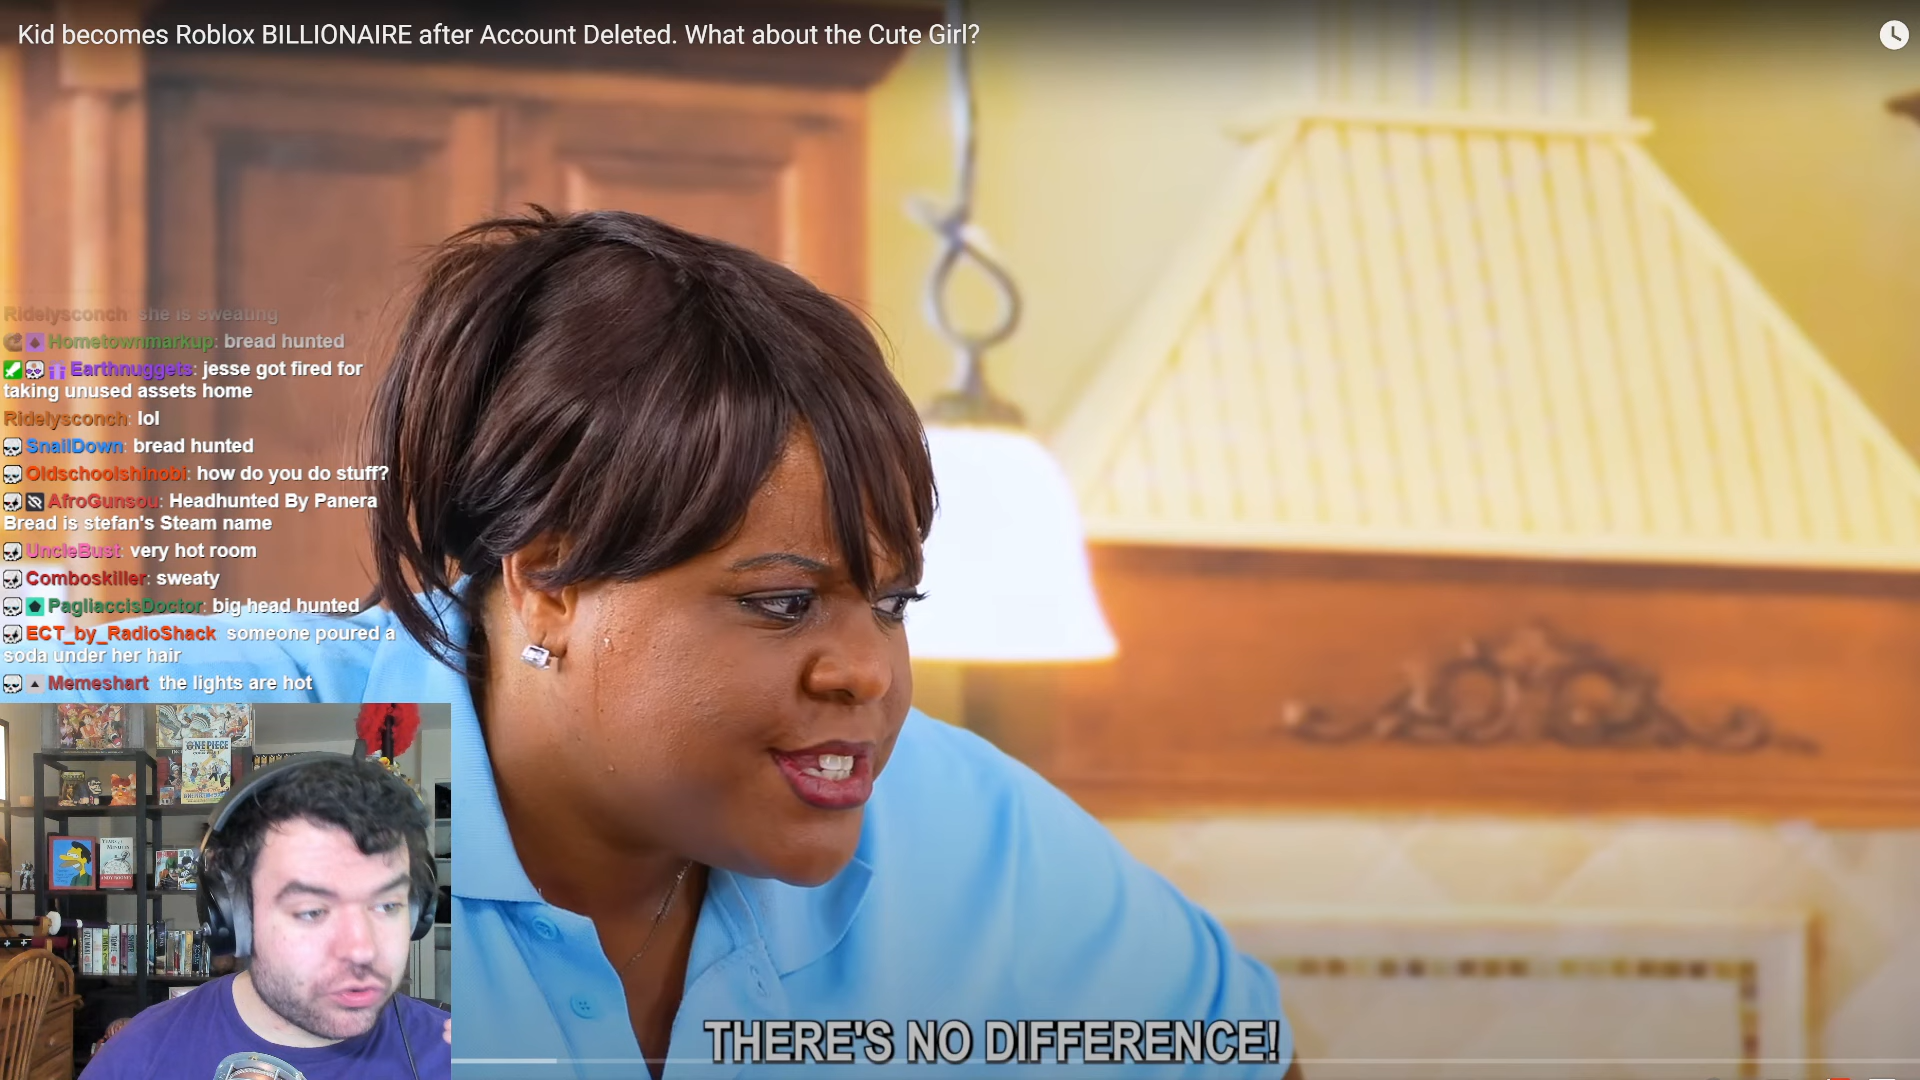 Kid becomes Roblox BILLIONAIRE after Account Deleted. What about the Cute Girl?
Ridelysconch: she is sweating
Hometownmarkup: bread hunted
Earthnuggets: jesse got fired for
taking unused assets home
Ridelysconch: lol
SnailDown: bread hunted
Oldschoolshinobi: how do you do stuff?
AfroGunsou: Headhunted By Panera
Bread is stefan's Steam name
UncleBust: very hot room
Comboskiller: sweaty
PagliaccisDoctor: big head hunted
ECT_by_RadioShack someone poured a
soda under her hair
Memeshart the lights are hot
ONE PIECE
THERE'S NO DIFFERENCE!